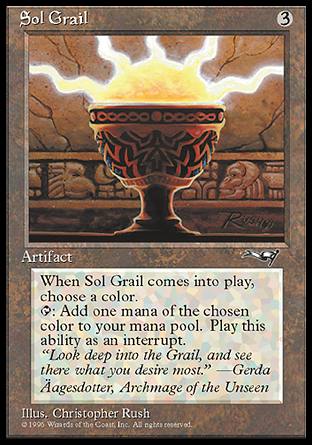 Sol Grail 3
RUSH 96
Artifact
When Sol Grail comes into play,
choose a color.
: Add one mana of the chosen
color to your mana pool. Play this
ability as an interrupt.
“Look deep into the Grail, and see
there what you desire most.” —Gerda
Äagesdotter, Archmage of the Unseen
Illus. Christopher Rush
© 1996 Wizards of the Coast, Inc. All rights reserved.